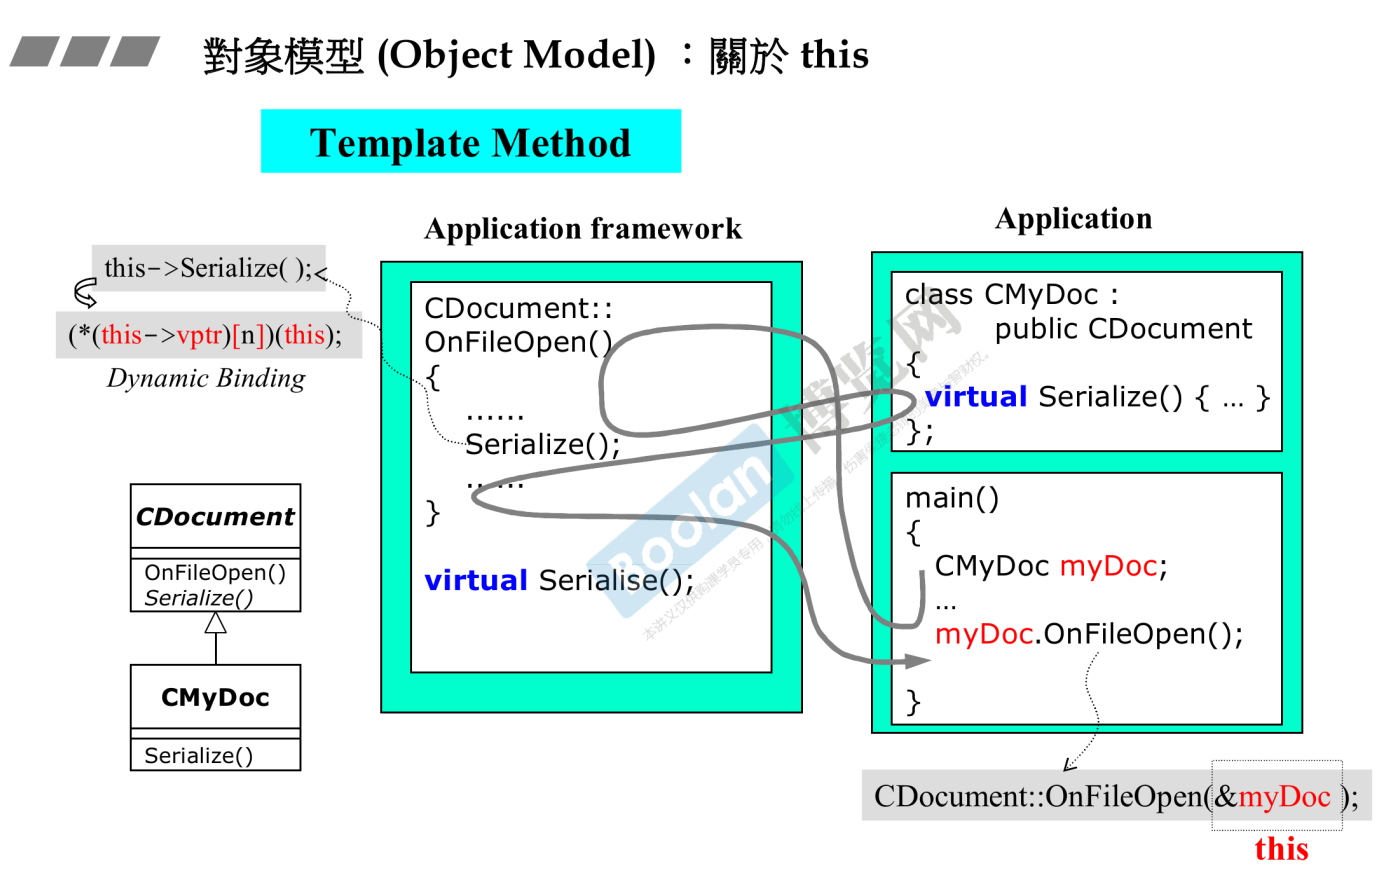 對象模型 (Object Model) ：關於 this
Template Method
Application framework
Application
this->Serialize( );
(*(this->vptr)[n])(this);
Dynamic Binding
CDocument::
OnFileOpen()
{
……
Serialize();
……
}
virtual Serialise();
class CMyDoc :
public CDocument
{
virtual Serialize() { … }
};
main()
{
CMyDoc myDoc;
…
myDoc.OnFileOpen();
}
CDocument
OnFileOpen()
Serialize()
CMyDoc
Serialize()
CDocument::OnFileOpen(&myDoc );
this
Boolan
博览网